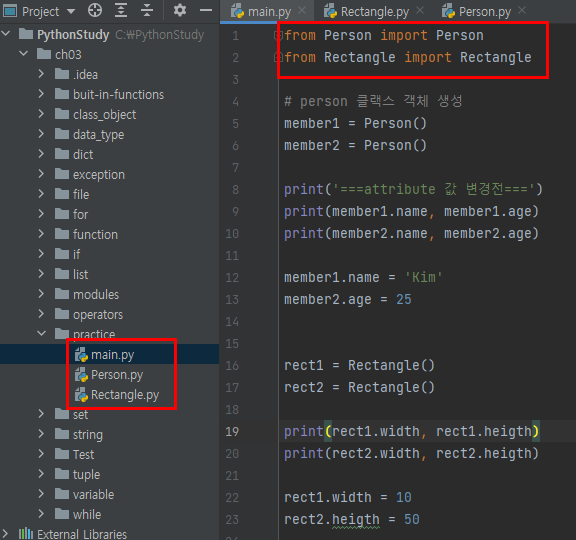 Project
PythonStudy C:₩PythonStudy
ch03
.idea
buit-in-functions
class_object
data_type
dict
exception
file
for
function
if
list
modules
operators
practice
main.py
Person.py
Rectangle.py
set
string
Test
tuple
variable
while
External Libraries
main.py Rectangle.py Person.py
1 from Person import Person
2 from Rectangle import Rectangle
3
4 # person 클랙스 객체 생성
5 member1 = Person()
6 member2 = Person()
7
8 print('===attribute 값 변경전===')
9 print(member1.name, member1.age)
10 print(member2.name, member2.age)
11
12 member1.name = 'Kim'
13 member2.age = 25
14
15
16 rect1 = Rectangle()
17 rect2 = Rectangle()
18
19 print(rect1.width, rect1.heigth)
20 print(rect2.width, rect2.heigth)
21
22 rect1.width = 10
23 rect2.heigth = 50